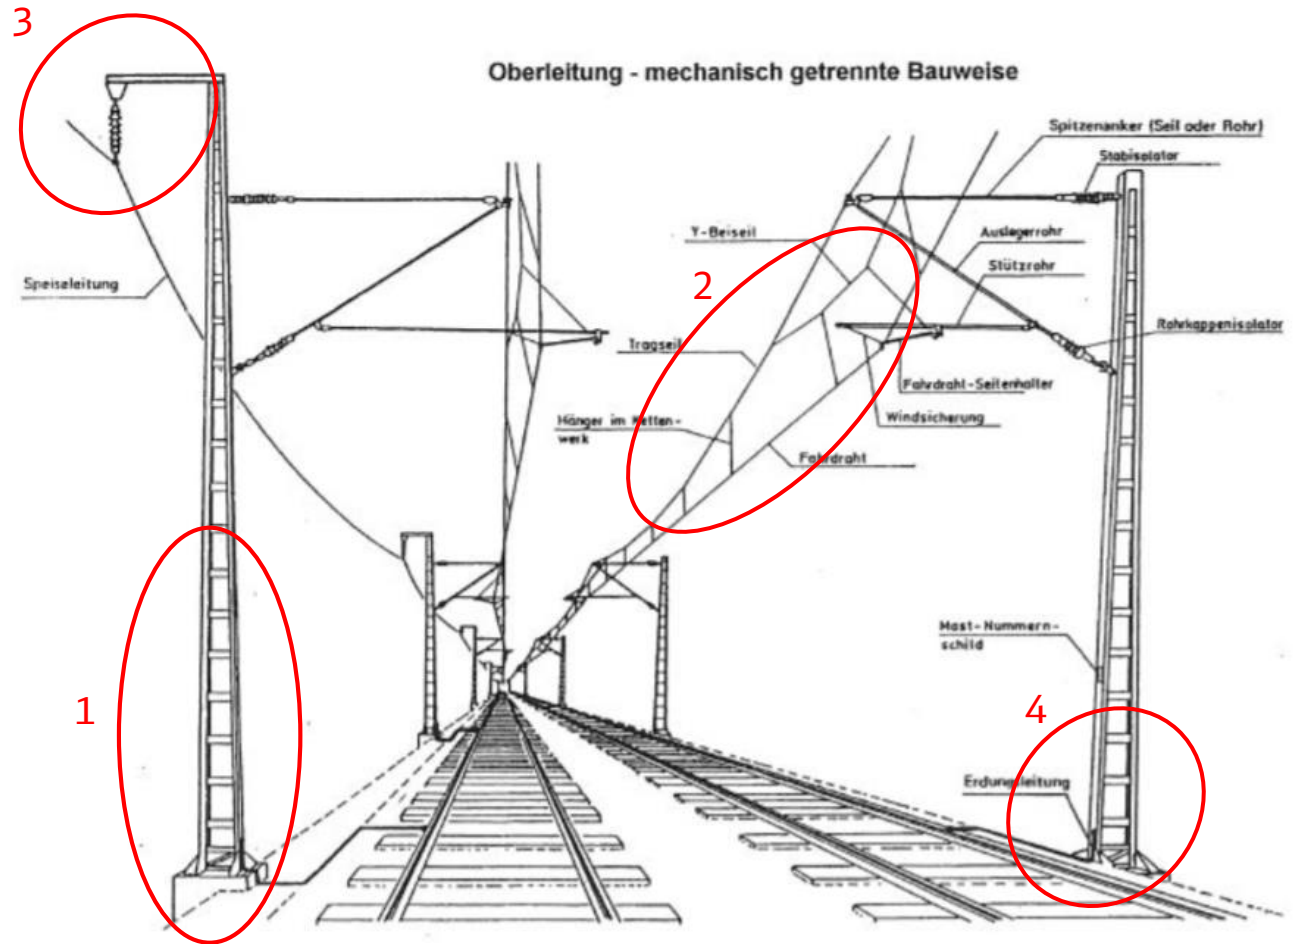 3
Oberleitung - mechanisch getrennte Bauweise
Spitzenanker (Seil oder Rohr)
Stabisolator
Y-Beiseil
Auslegerrohr
Stützrohr
2
Speiseleitung
Rohrkappenisolator
Tragseil
Fahrdraht-Seitenhalter
Windsicherung
Hänger im Ketten-
werk
Fahrdraht
Mast-Nummern-
schild
1
4
Erdungsleitung